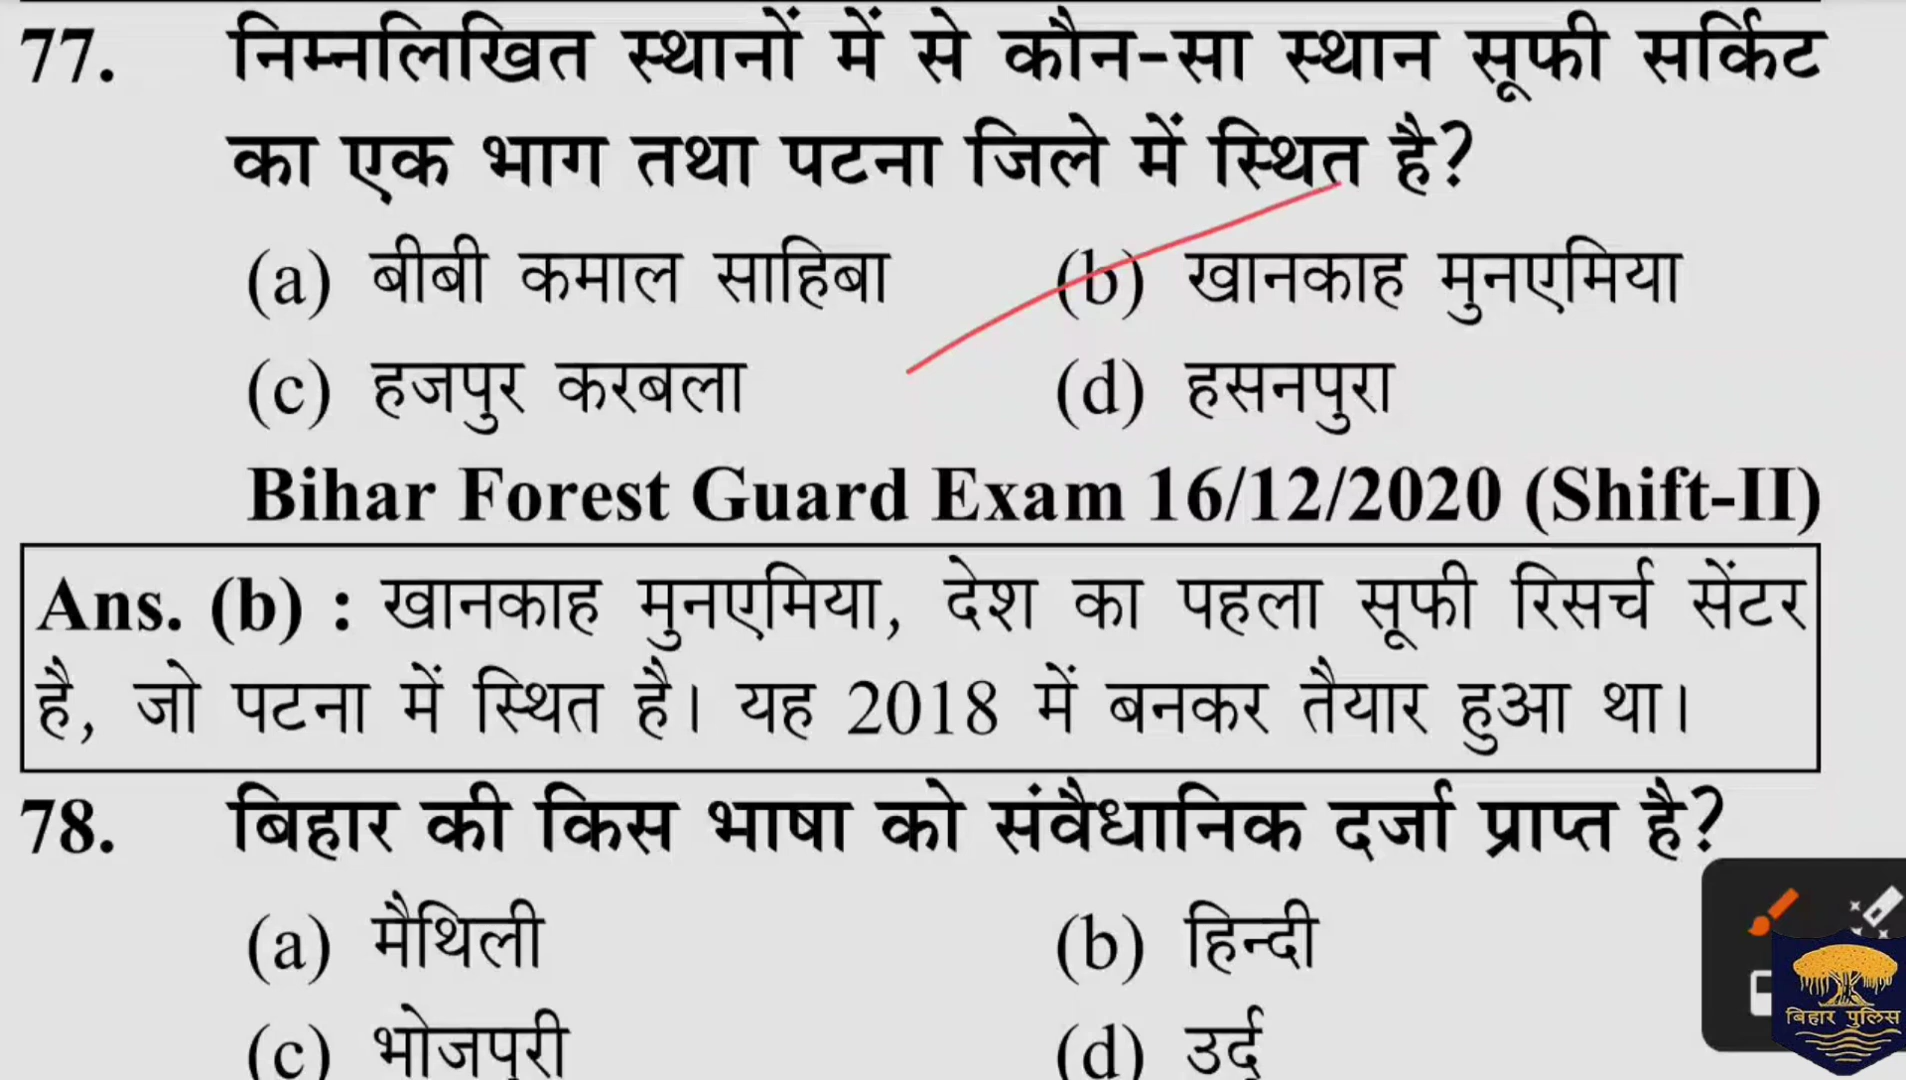 77. निम्नलिखित स्थानों में से कौन-सा स्थान सूफी सर्किट
का एक भाग तथा पटना जिले में स्थित है?
(a) बीबी कमाल साहिबा (b) खानकाह मुनएमिया
(c) हजपुर करबला (d) हसनपुरा
Bihar Forest Guard Exam 16/12/2020 (Shift-II)
Ans. (b) : खानकाह मुनएमिया, देश का पहला सूफी रिसर्च सेंटर
है, जो पटना में स्थित है। यह 2018 में बनकर तैयार हुआ था।
78. बिहार की किस भाषा को संवैधानिक दर्जा प्राप्त है?
(a) मैथिली (b) हिन्दी
(c) भोजपुरी (d) उर्दू
बिहार पुलिस